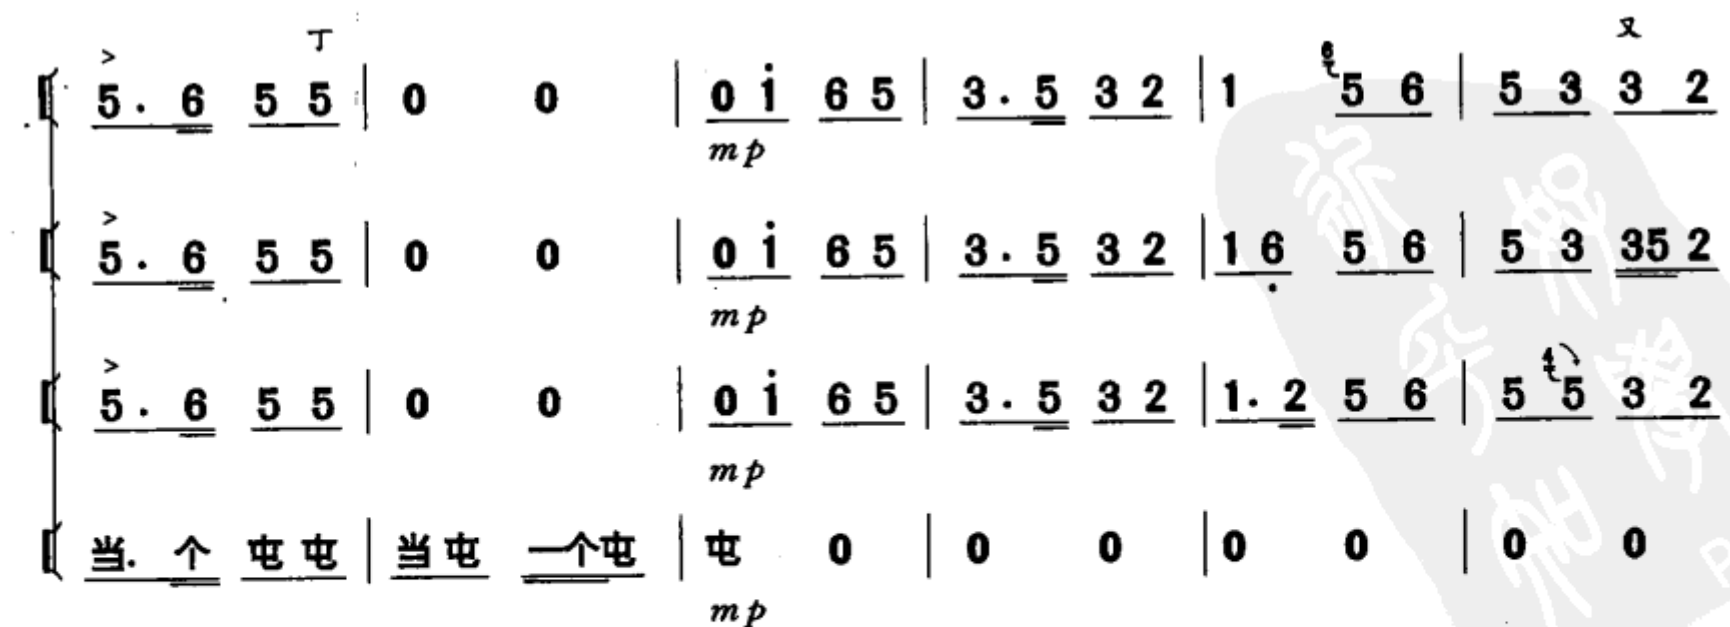 > 丁 6 又
5. 6 5 5 | 0 0 | 0 i 6 5 | 3. 5 3 2 | 1 5 6 | 5 3 3 2
mp
>
5. 6 5 5 | 0 0 | 0 i 6 5 | 3. 5 3 2 | 1 6 5 6 | 5 3 35 2
mp
> 4
5. 6 5 5 | 0 0 | 0 i 6 5 | 3. 5 3 2 | 1. 2 5 6 | 5 5 3 2
mp
当. 个 屯 屯 | 当 屯 一个屯 | 屯 0 | 0 0 | 0 0 | 0 0
mp